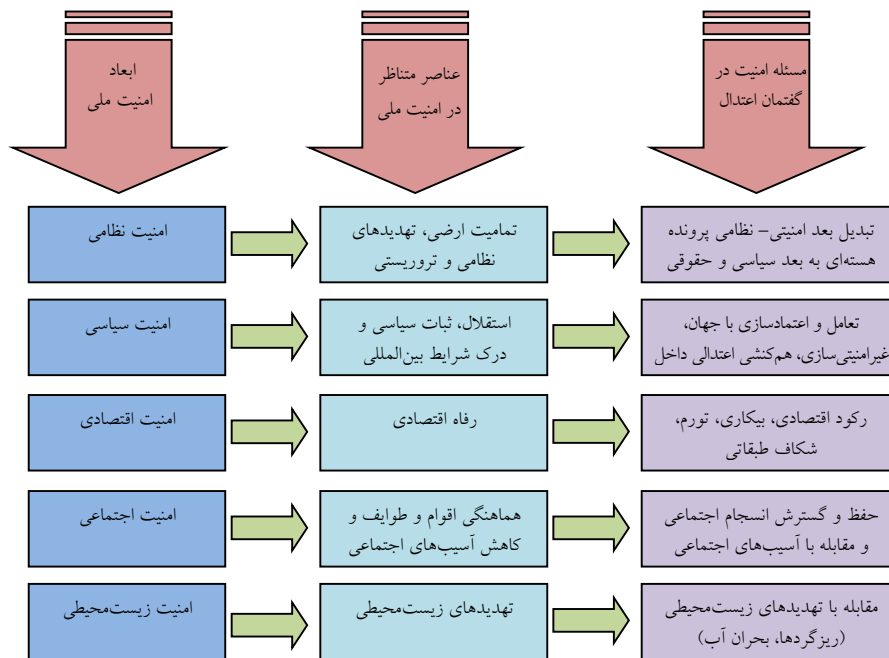 ابعاد
امنیت ملی
عناصر متناظر
در امنیت ملی
مسئله امنیت در
گفتمان اعتدال
امنیت نظامی
تمامیت ارضی، تهدیدهای
نظامی و تروریستی
تبدیل بعد امنیتی– نظامی پرونده
هسته‌ای به بعد سیاسی و حقوقی
امنیت سیاسی
استقلال، ثبات سیاسی و
درک شرایط بین‌المللی
تعامل و اعتمادسازی با جهان،
غیرامنیتی‌سازی، هم‌کنشی اعتدالی داخل
امنیت اقتصادی
رفاه اقتصادی
رکود اقتصادی، بیکاری، تورم،
شکاف طبقاتی
امنیت اجتماعی
هماهنگی اقوام و طوایف و
کاهش آسیب‌های اجتماعی
حفظ و گسترش انسجام اجتماعی
و مقابله با آسیب‌های اجتماعی
امنیت زیست‌محیطی
تهدیدهای زیست‌محیطی
مقابله با تهدیدهای زیست‌محیطی
(ریزگردها، بحران آب)